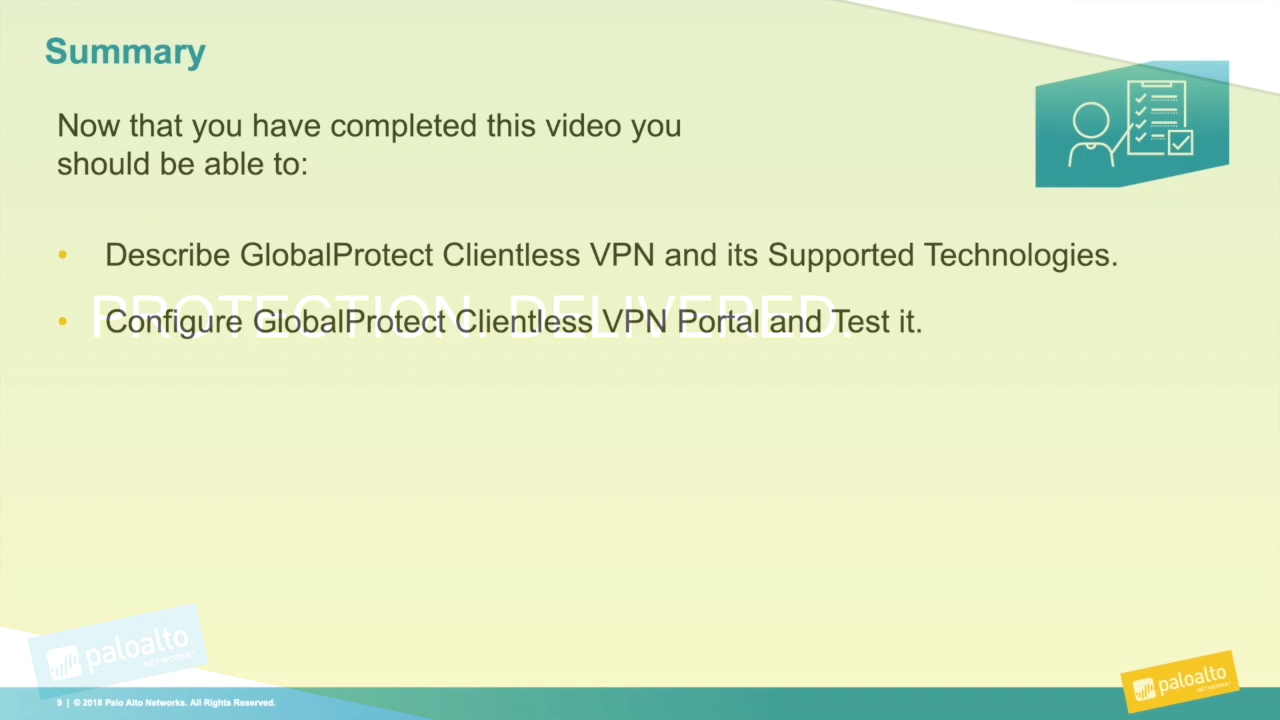 Summary
Now that you have completed this video you
should be able to:
• Describe GlobalProtect Clientless VPN and its Supported Technologies.
PROTECTION. DELIVERED.
• Configure GlobalProtect Clientless VPN Portal and Test it.
paloalto
NETWORKS
9 | © 2018 Palo Alto Networks. All Rights Reserved.
paloalto
NETWORKS